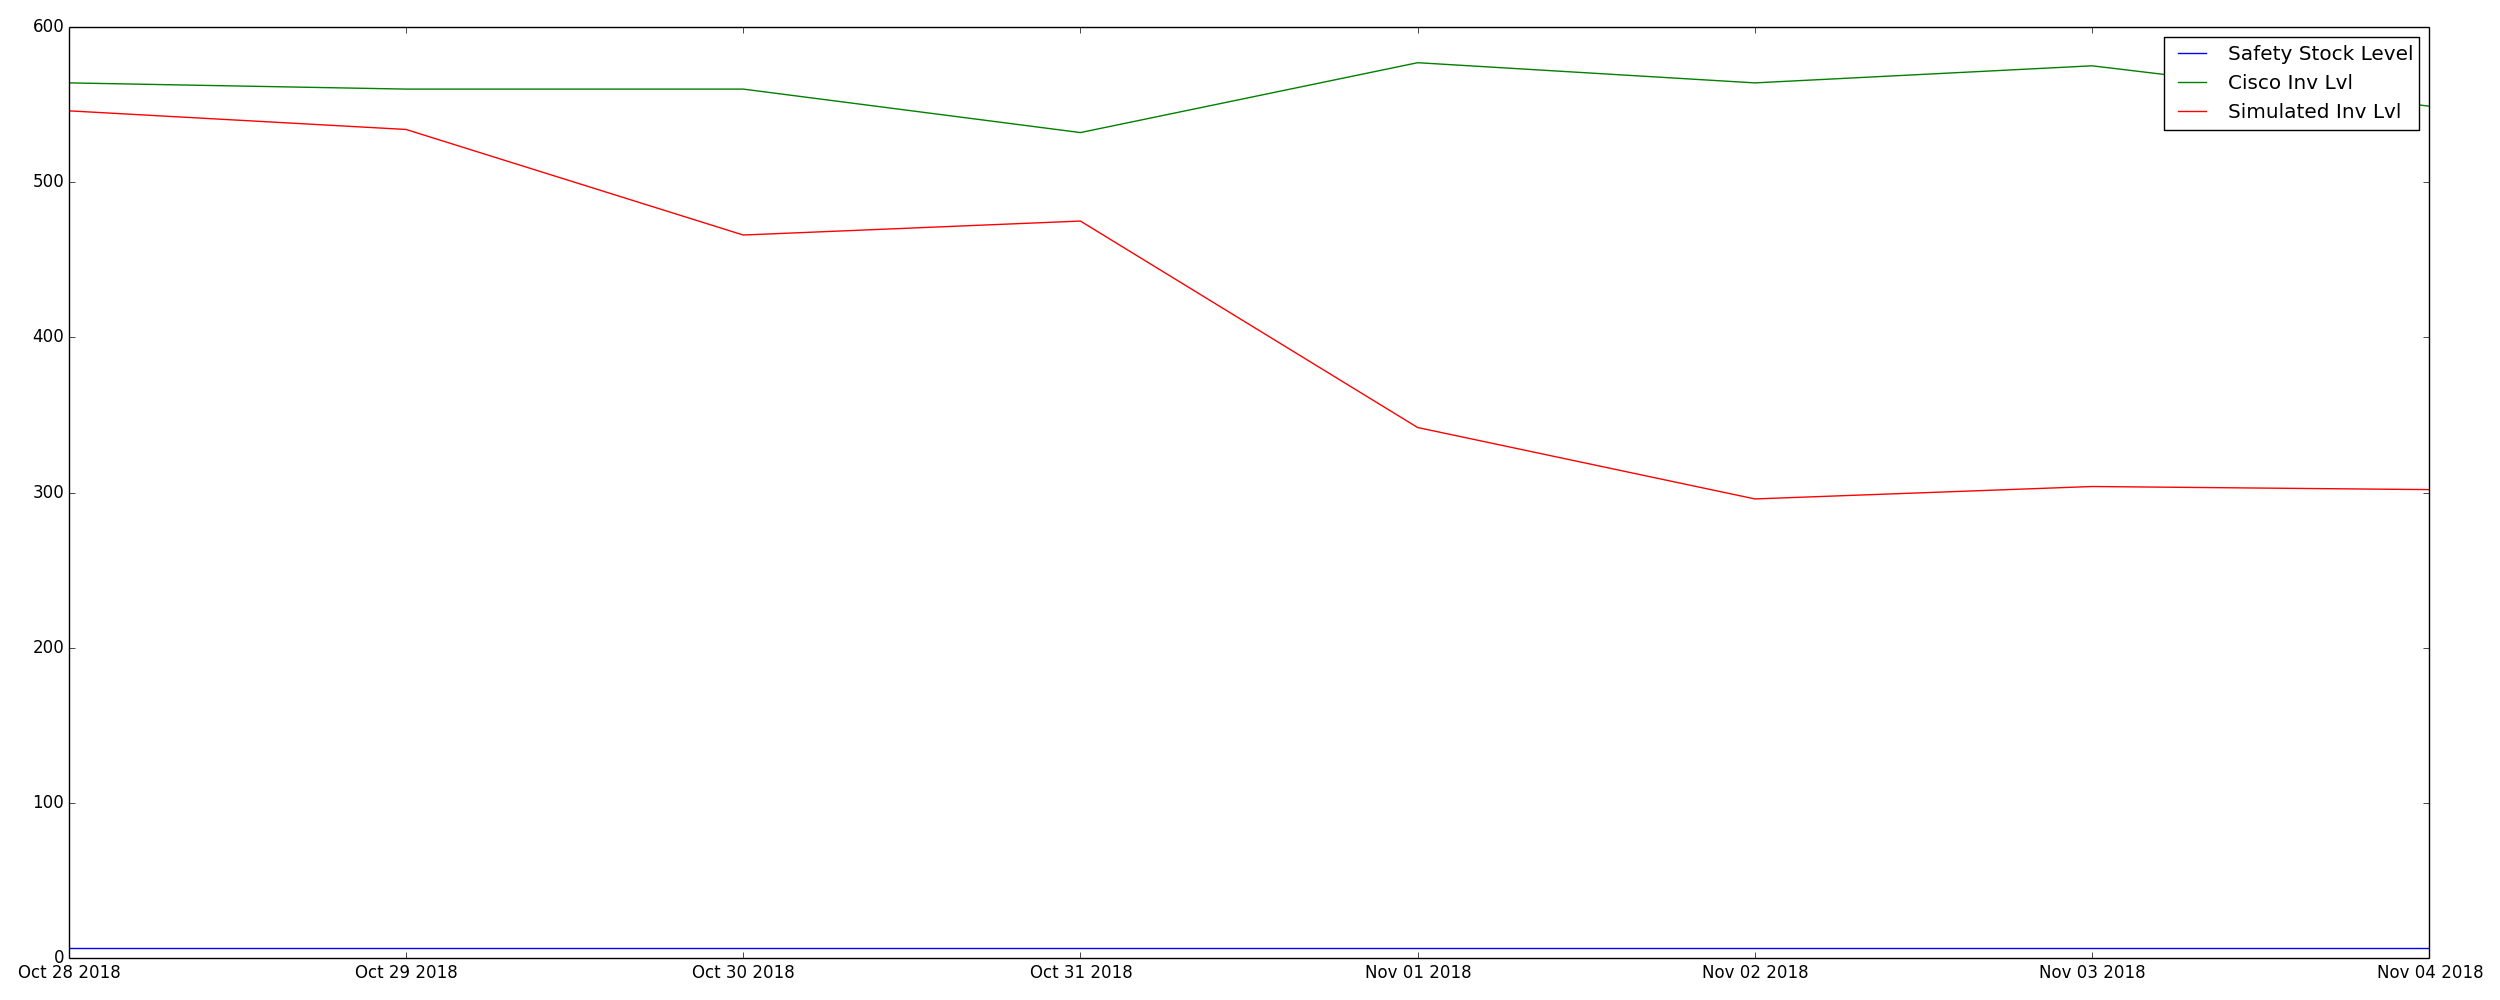 600
500
400
300
200
100
0
Safety Stock Level
Cisco Inv Lvl
Simulated Inv Lvl
Oct 28 2018 Oct 29 2018 Oct 30 2018 Oct 31 2018 Nov 01 2018 Nov 02 2018 Nov 03 2018 Nov 04 2018